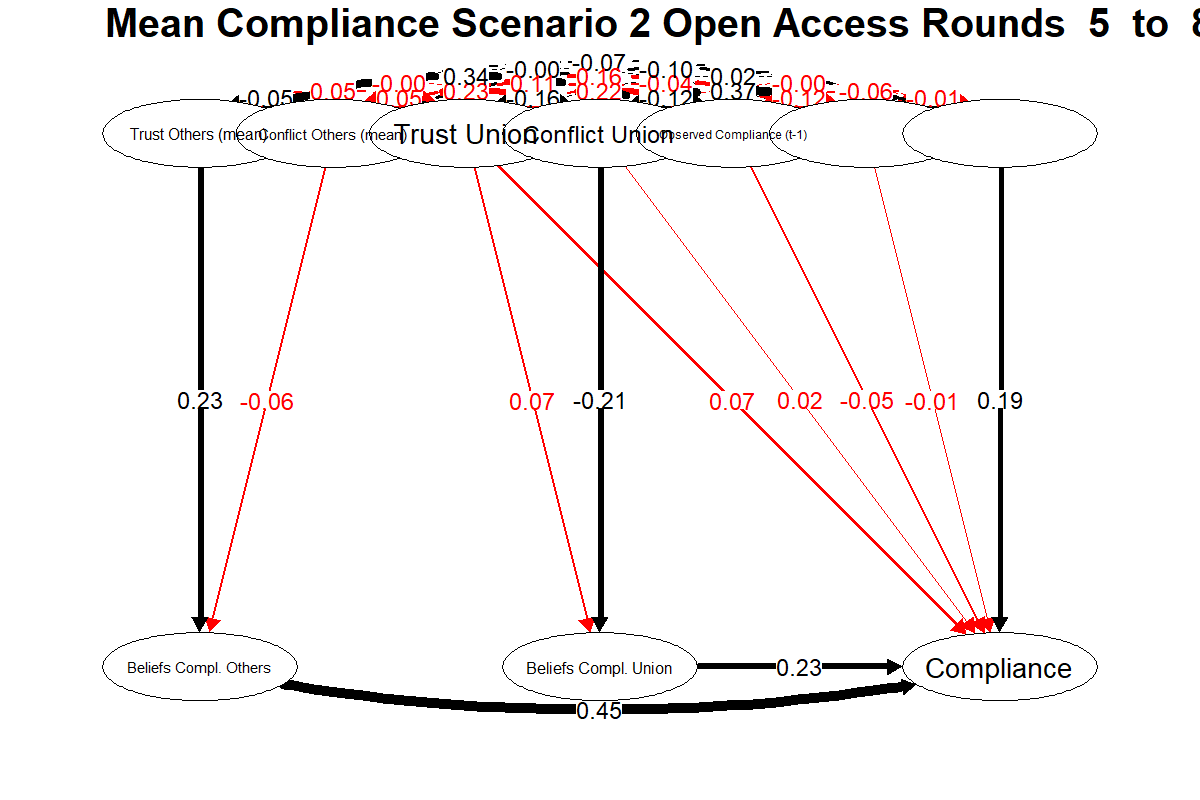 Mean Compliance Scenario 2 Open Access Rounds 5 to 8
-0.07
0.34 -0.00 -0.10 0.02
-0.00 0.16 -0.04 -0.00
-0.05 -0.05 0.05 0.23 0.11 -0.16 0.22 -0.12 0.37 -0.12 -0.06 -0.01
Trust Others (mean) Conflict Others (mean) Trust Union Conflict Union Observed Compliance (t-1)
0.23 -0.06 0.07 -0.21 0.07 0.02 -0.05 -0.01 0.19
Beliefs Compl. Others Beliefs Compl. Union Compliance
0.23
0.45